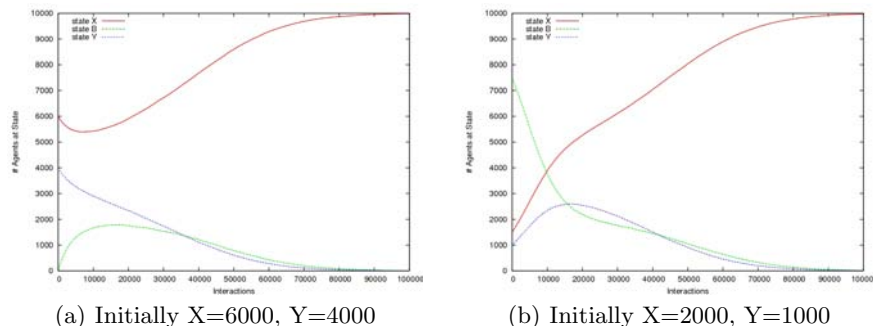 10000
9000
8000
7000
6000
5000
4000
3000
2000
1000
0
# Agents at State
state X
state B
state Y
0 10000 20000 30000 40000 50000 60000 70000 80000 90000 100000
Interactions
(a) Initially X=6000, Y=4000
10000
9000
8000
7000
6000
5000
4000
3000
2000
1000
0
# Agents at State
state X
state B
state Y
0 10000 20000 30000 40000 50000 60000 70000 80000 90000 10000
Interactions
(b) Initially X=2000, Y=1000